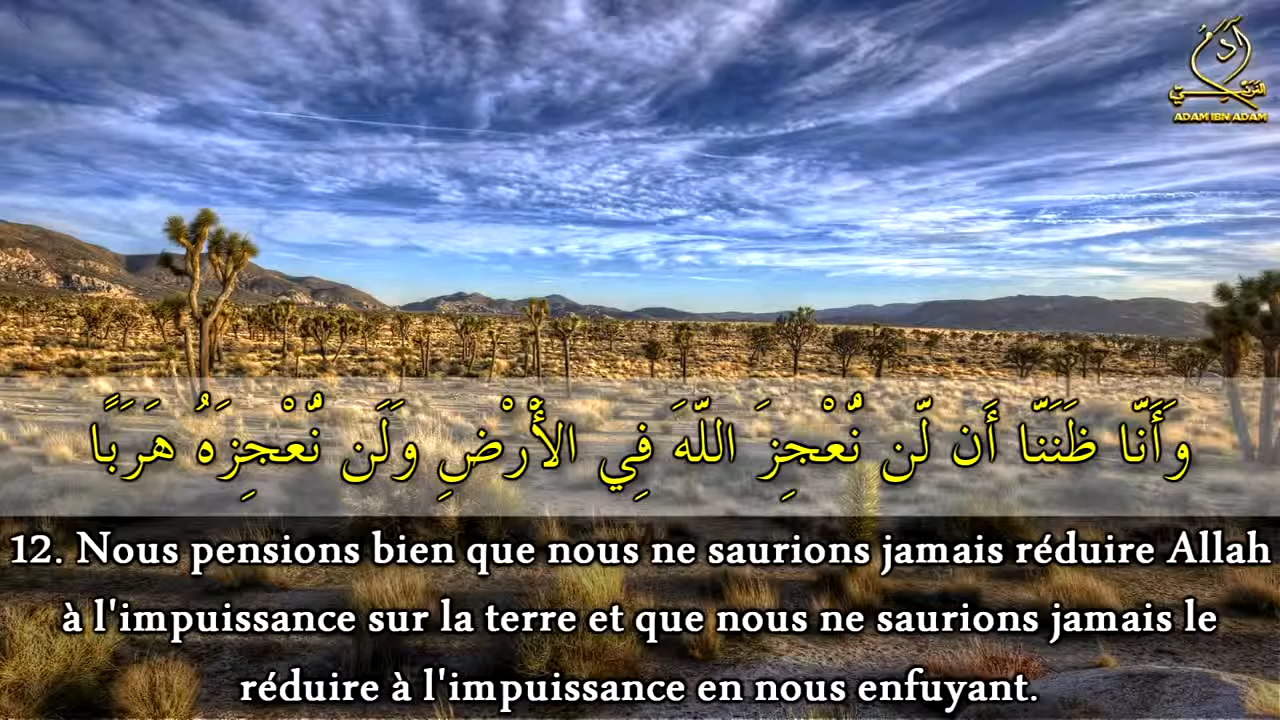 آدم
ADAM IBN ADAM
وَأَنَّا ظَنَنَّا أَن لَّن نُّعْجِزَ اللَّهَ فِي الْأَرْضِ وَلَن نُّعْجِزَهُ هَرَبًا
12. Nous pensions bien que nous ne saurions jamais réduire Allah
à l'impuissance sur la terre et que nous ne saurions jamais le
réduire à l'impuissance en nous enfuyant.